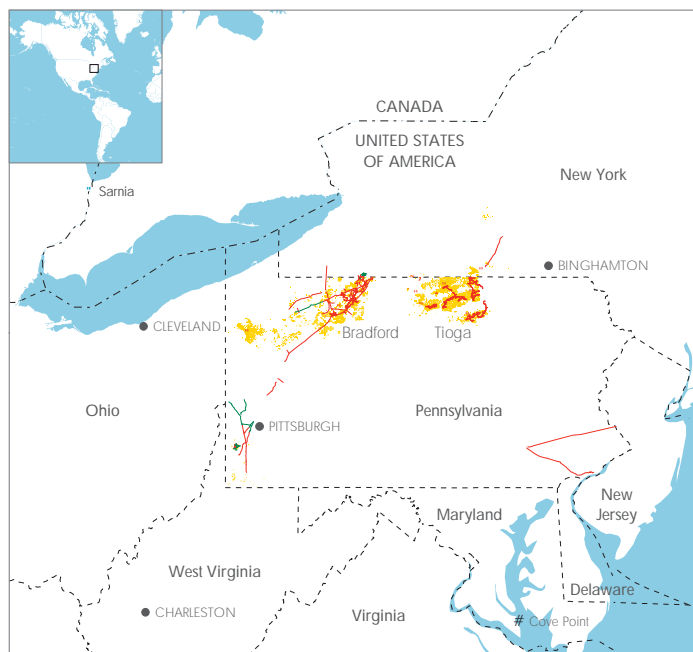 CANADA
UNITED STATES
OF AMERICA
New York
Sarnia
BINGHAMTON
CLEVELAND
Bradford
Tioga
Ohio
Pennsylvania
PITTSBURGH
New
Jersey
Maryland
West Virginia
Delaware
CHARLESTON
Virginia
# Cove Point